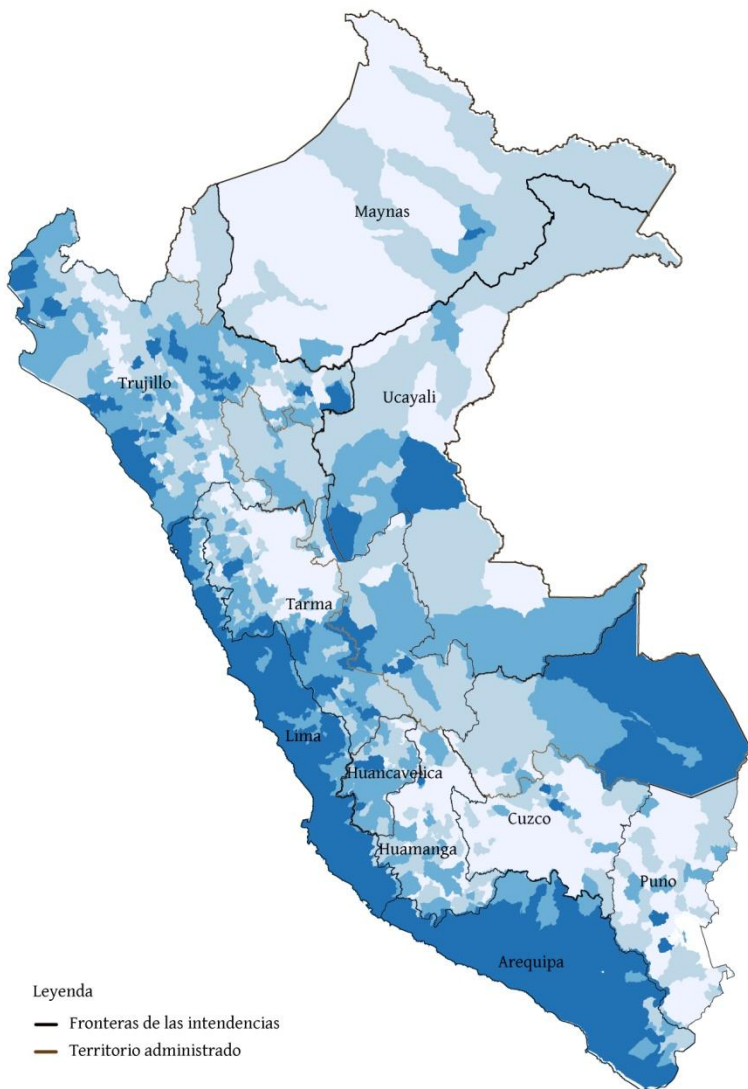 Maynas
Trujillo
Ucayali
Tarma
Lima
Huancavelica
Cuzco
Huamanga
Puno
Arequipa
Leyenda
Fronteras de las intendencias
Territorio administrado